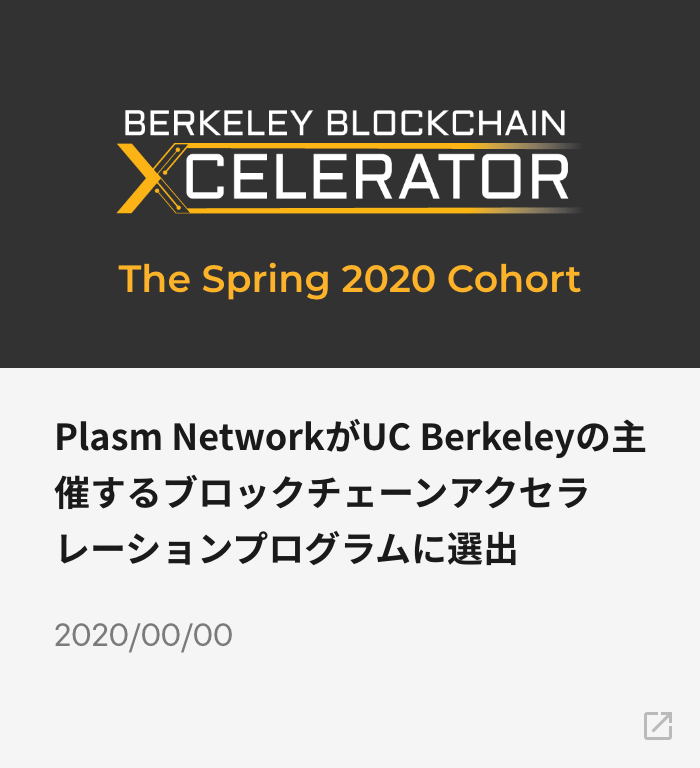 BERKELEY BLOCKCHAIN
XCELERATOR
The Spring 2020 Cohort
Plasm NetworkがUC Berkeleyの主
催するブロックチェーンアクセラ
レーションプログラムに選出
2020/00/00